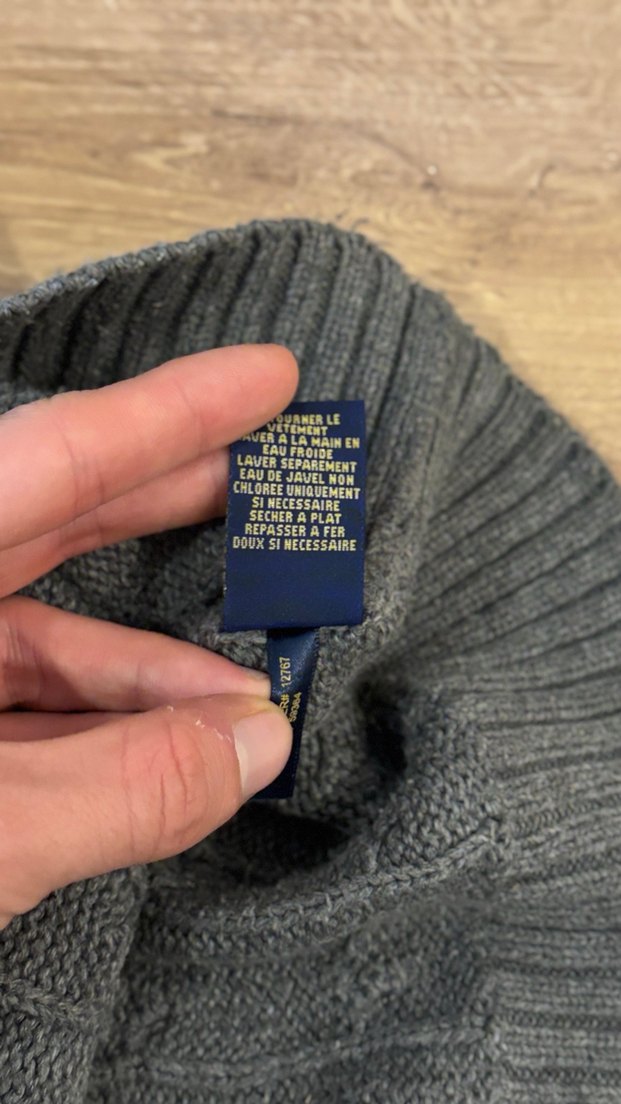 VETEMENT
A LA MAIN EN
EAU FROIDE
LAVER SEPAREMENT
EAU DE JAVEL NON
CHLOREE UNIQUEMENT
SI NECESSAIRE
SECHER A PLAT
REPASSER A FER
DOUX SI NECESSAIRE
12767